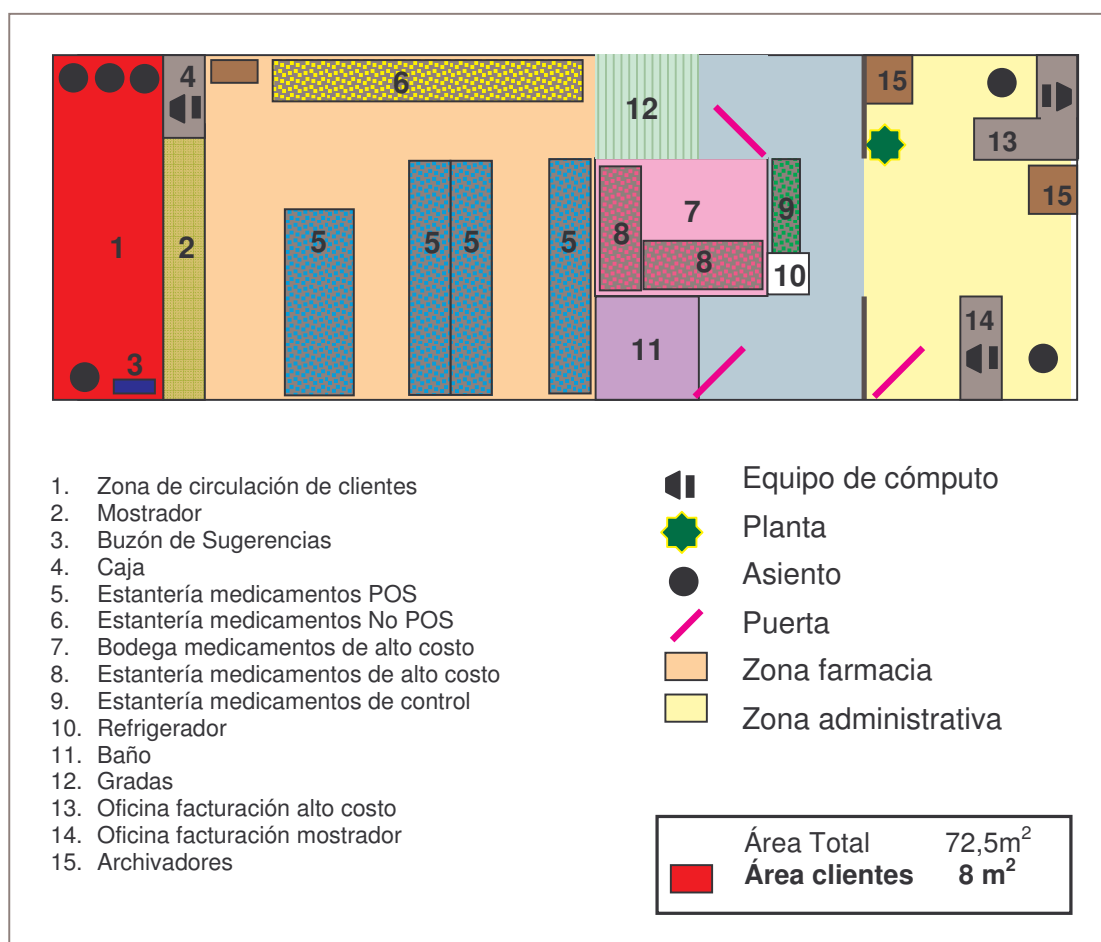 4
6
12
15
13
15
1
2
5
5
5
5
8
7
8
9
10
3
11
14
1. Zona de circulación de clientes
2. Mostrador
3. Buzón de Sugerencias
4. Caja
5. Estantería medicamentos POS
6. Estantería medicamentos No POS
7. Bodega medicamentos de alto costo
8. Estantería medicamentos de alto costo
9. Estantería medicamentos de control
10. Refrigerador
11. Baño
12. Gradas
13. Oficina facturación alto costo
14. Oficina facturación mostrador
15. Archivadores
Equipo de cómputo
Planta
Asiento
Puerta
Zona farmacia
Zona administrativa
Área Total 72,5m²
Área clientes 8 m²